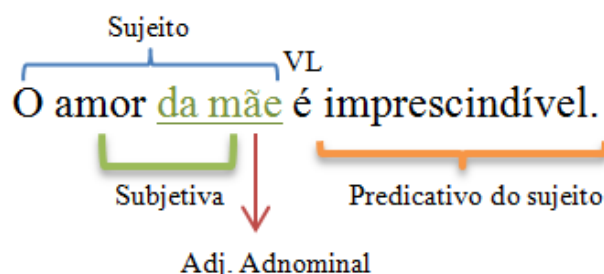 Sujeito
VL
O amor da mãe é imprescindível.
Subjetiva
Predicativo do sujeito
Adj. Adnominal